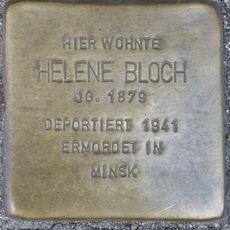 HIER WOHNTE
HELENE BLOCH
JG. 1879
DEPORTIERT 1941
ERMORDET IN
MINSK